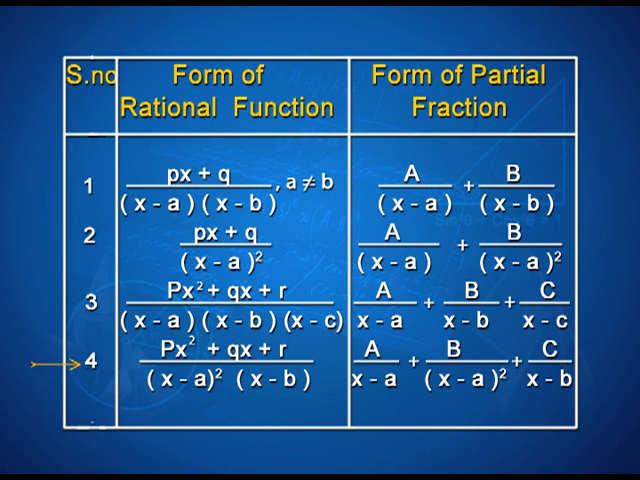 S.no Form of Rational Function Form of Partial Fraction
1 px + q / ( x - a ) ( x - b ) , a ≠ b A / ( x - a ) + B / ( x - b )
2 px + q / ( x - a )² A / ( x - a ) + B / ( x - a )²
3 Px² + qx + r / ( x - a ) ( x - b ) (x - c) A / x - a + B / x - b + C / x - c
4 Px² + qx + r / ( x - a)² ( x - b ) A / x - a + B / ( x - a )² + C / x - b